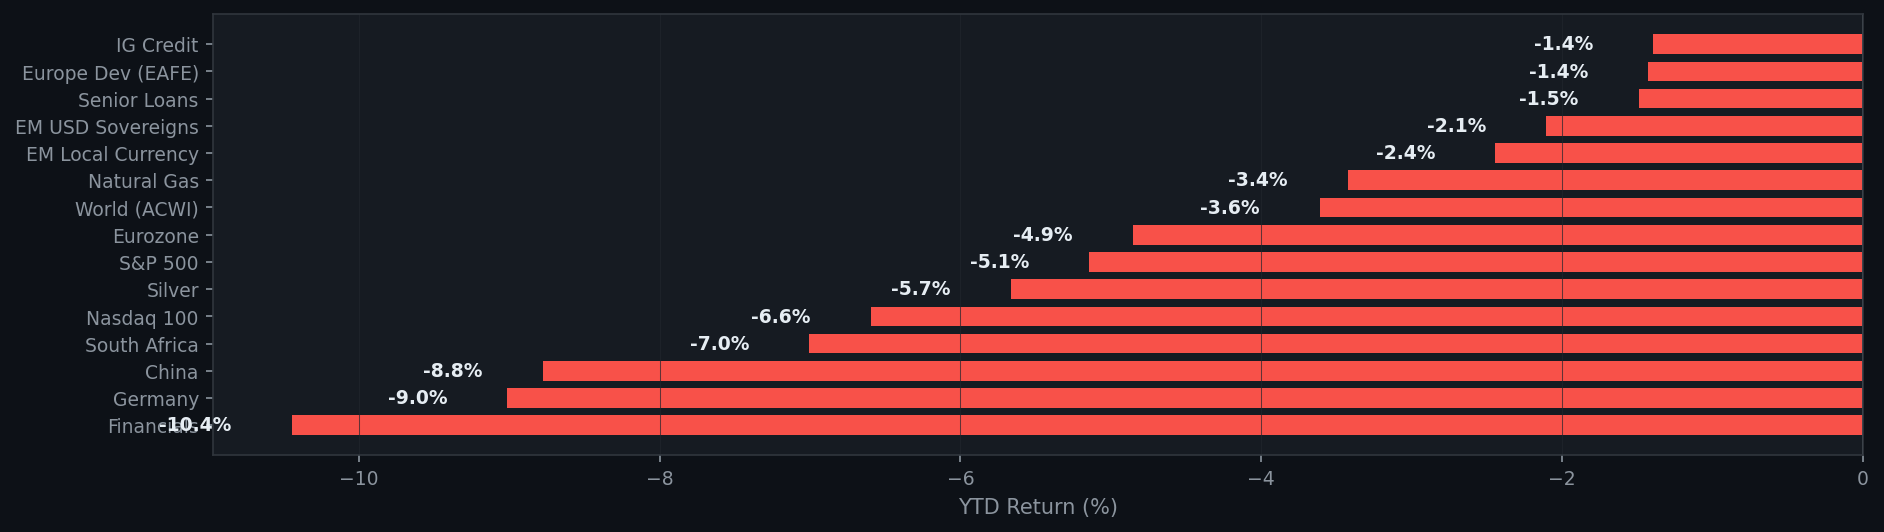 IG Credit -1.4%
Europe Dev (EAFE) -1.4%
Senior Loans -1.5%
EM USD Sovereigns -2.1%
EM Local Currency -2.4%
Natural Gas -3.4%
World (ACWI) -3.6%
Eurozone -4.9%
S&P 500 -5.1%
Silver -5.7%
Nasdaq 100 -6.6%
South Africa -7.0%
China -8.8%
Germany -9.0%
Financials -10.4%
−10 −8 −6 −4 −2 0
YTD Return (%)